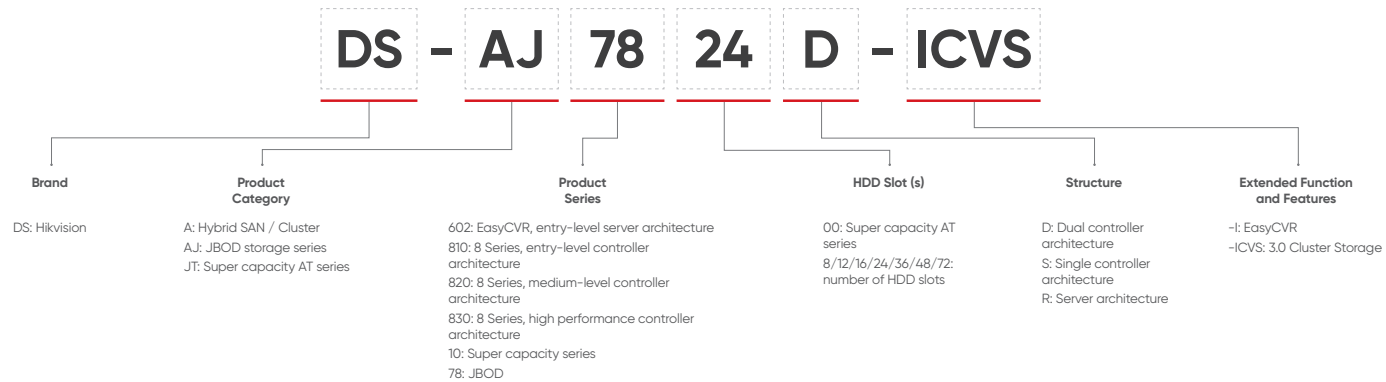 DS - AJ 78 24 D - ICVS
Brand
DS: Hikvision
Product
Category
A: Hybrid SAN / Cluster
AJ: JBOD storage series
JT: Super capacity AT series
Product
Series
602: EasyCVR, entry-level server architecture
810: 8 Series, entry-level controller
architecture
820: 8 Series, medium-level controller
architecture
830: 8 Series, high performance controller
architecture
10: Super capacity series
78: JBOD
HDD Slot (s)
00: Super capacity AT
series
8/12/16/24/36/48/72:
number of HDD slots
Structure
D: Dual controller
architecture
S: Single controller
architecture
R: Server architecture
Extended Function
and Features
-I: EasyCVR
-ICVS: 3.0 Cluster Storage